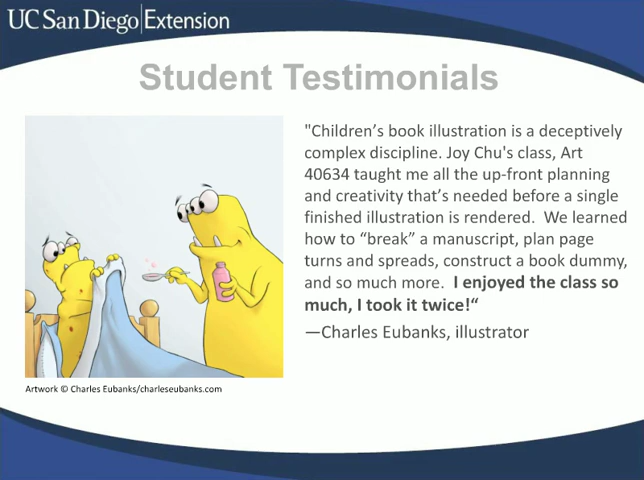 UC San Diego|Extension
Student Testimonials
"Children’s book illustration is a deceptively
complex discipline. Joy Chu's class, Art
40634 taught me all the up-front planning
and creativity that’s needed before a single
finished illustration is rendered.  We learned
how to “break” a manuscript, plan page
turns and spreads, construct a book dummy,
and so much more.  I enjoyed the class so
much, I took it twice!“
—Charles Eubanks, illustrator
Artwork © Charles Eubanks/charleseubanks.com